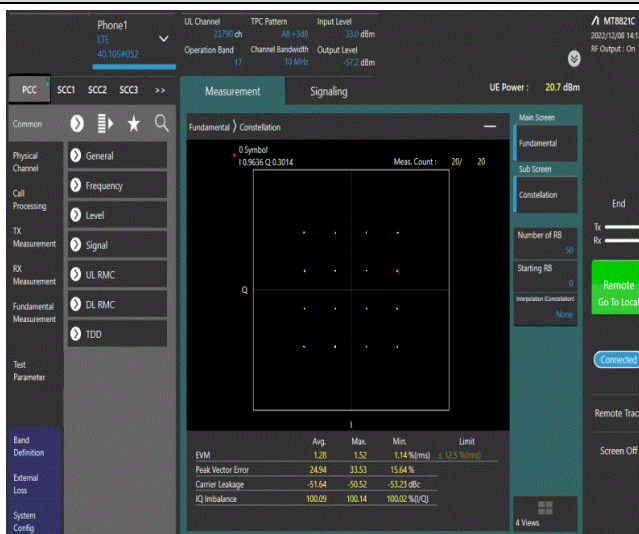 Phone1
LTE
40.10S#052
UL Channel TPC Pattern Input Level
23790 ch All +3dB 33.0 dBm
Operation Band Channel Bandwidth Output Level
17 10 MHz -57.2 dBm
MT8821C
2022/12/08 14:1
RF Output : On
PCC SCC1 SCC2 SCC3 >>
Measurement Signaling
UE Power : 20.7 dBm
Common
Physical
Channel
Call
Processing
TX
Measurement
RX
Measurement
Fundamental
Measurement
Test
Parameter
Band
Definition
External
Loss
System
Config
General
Frequency
Level
Signal
UL RMC
DL RMC
TDD
Fundamental 〉 Constellation
0 Symbol
I 0.9636 Q 0.3014 Meas. Count : 20/ 20
Q
I
Avg. Max. Min. Limit
EVM 1.28 1.52 1.14 %(rms) ≤ 12.5 %(rms)
Peak Vector Error 24.94 33.53 15.64 %
Carrier Leakage -51.64 -50.52 -53.23 dBc
IQ Imbalance 100.09 100.14 100.02 %(I/Q)
Main Screen
Fundamental
Sub Screen
Constellation
Number of RB
50
Starting RB
0
Interpolation (Constellation)
None
4 Views
End
Tx
Rx
Remote
Go To Local
Connected
Remote Trac
Screen Off